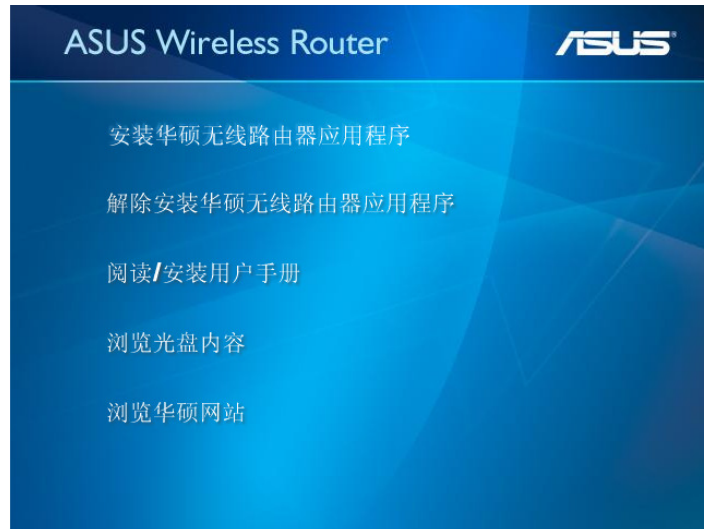 ASUS Wireless Router
ASUS
安装华硕无线路由器应用程序
解除安装华硕无线路由器应用程序
阅读/安装用户手册
浏览光盘内容
浏览华硕网站